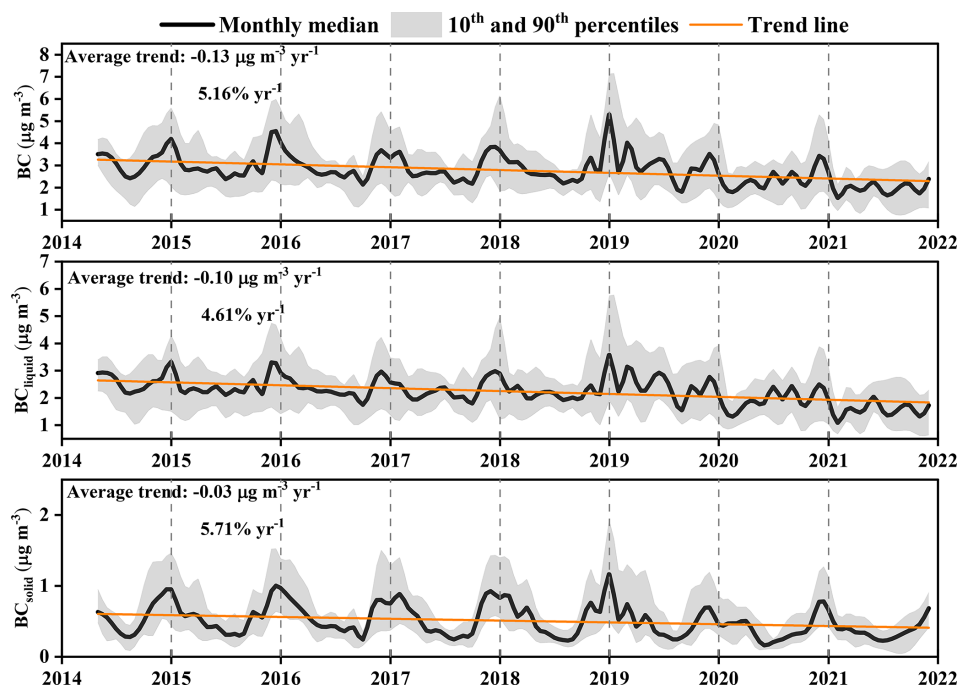 Monthly median 10th and 90th percentiles Trend line
Average trend: -0.13 μg m-3 yr-1
5.16% yr-1
BC (μg m-3)
8
7
6
5
4
3
2
1
2014 2015 2016 2017 2018 2019 2020 2021 2022
Average trend: -0.10 μg m-3 yr-1
4.61% yr-1
BCliquid (μg m-3)
7
6
5
4
3
2
1
2014 2015 2016 2017 2018 2019 2020 2021 2022
Average trend: -0.03 μg m-3 yr-1
5.71% yr-1
BCsolid (μg m-3)
2
1
0
2014 2015 2016 2017 2018 2019 2020 2021 2022